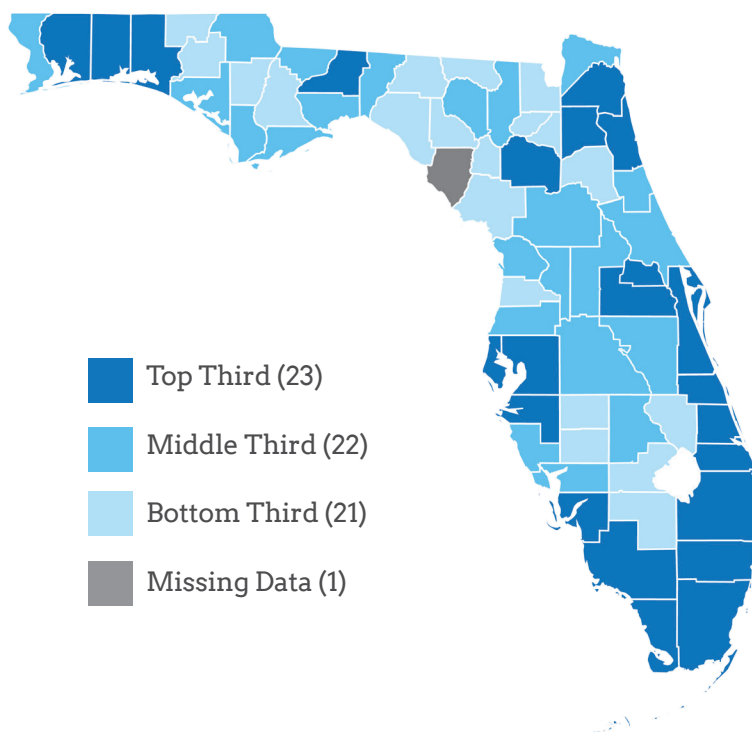 Top Third (23)
Middle Third (22)
Bottom Third (21)
Missing Data (1)